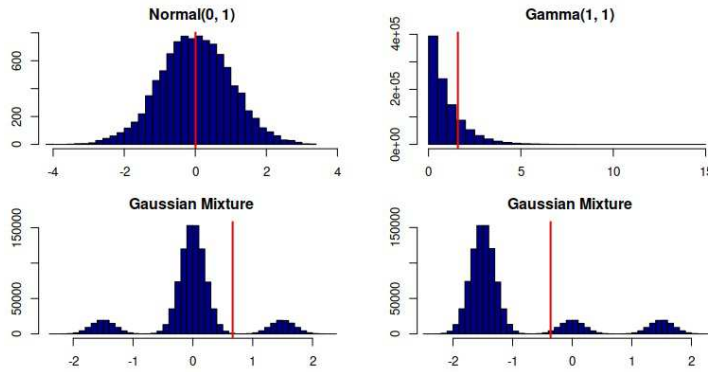 Normal(0, 1)
800
400
0
-4 -2 0 2 4
Gamma(1, 1)
4e+05
2e+05
0e+00
0 5 10 15
Gaussian Mixture
150000
50000
0
-2 -1 0 1 2
Gaussian Mixture
150000
50000
0
-2 -1 0 1 2